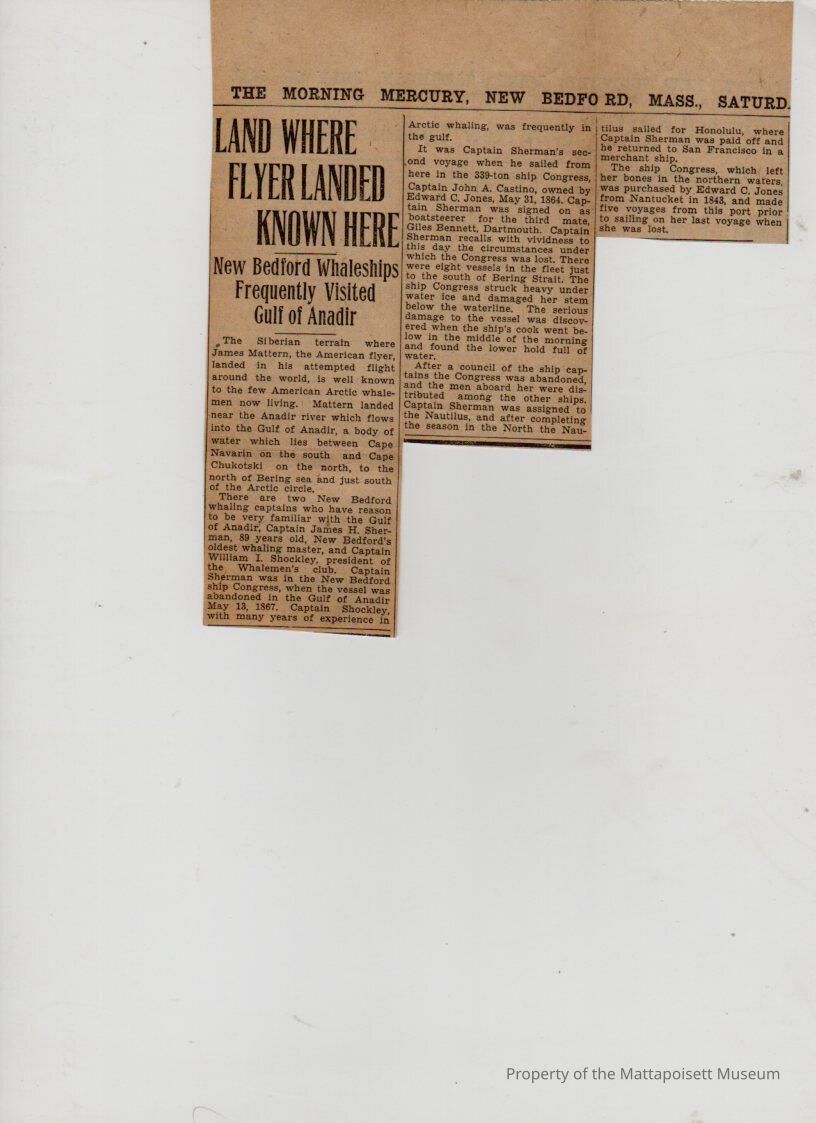 THE MORNING MERCURY, NEW BEDFORD, MASS., SATURD
LAND WHERE
FLYER LANDED
KNOWN HERE
New Bedford Whaleships
Frequently Visited
Gulf of Anadir
The Siberian terrain where
James Mattern, the American flyer,
landed in his attempted flight
around the world, is well known
to the few American Arctic whale-
men now living. Mattern landed
near the Anadir river which flows
into the Gulf of Anadir, a body of
water which lies between Cape
Navarin on the south and Cape
Chukotski on the north, to the
north of Bering sea and just south
of the Arctic circle.
There are two New Bedford
whaling captains who have reason
to be very familiar with the Gulf
of Anadir, Captain James H. Sher-
man, 89 years old, New Bedford's
oldest whaling master, and Captain
William I. Shockley, president of
the Whalemen's club. Captain
Sherman was in the New Bedford
ship Congress, when the vessel was
abandoned in the Gulf of Anadir
May 13, 1867. Captain Shockley,
with many years of experience in
Arctic whaling, was frequently in
the gulf.
It was Captain Sherman's sec-
ond voyage when he sailed from
here in the 339-ton ship Congress,
Captain John A. Castino, owned by
Edward C. Jones, May 31, 1864. Cap-
tain Sherman was signed on as
boatsteerer for the third mate,
Giles Bennett, Dartmouth. Captain
Sherman recalls with vividness to
this day the circumstances under
which the Congress was lost. There
were eight vessels in the fleet just
to the south of Bering Strait. The
ship Congress struck heavy under
water ice and damaged her stem
below the waterline. The serious
damage to the vessel was discov-
ered when the ship's cook went be-
low in the middle of the morning
and found the lower hold full of
water.
After a council of the ship cap-
tains the Congress was abandoned,
and the men aboard her were dis-
tributed among the other ships.
Captain Sherman was assigned to
the Nautilus, and after completing
the season in the North the Nau-
tilus sailed for Honolulu, where
Captain Sherman was paid off and
he returned to San Francisco in a
merchant ship.
The ship Congress, which left
her bones in the northern waters,
was purchased by Edward C. Jones
from Nantucket in 1843, and made
five voyages from this port prior
to sailing on her last voyage when
she was lost.
Property of the Mattapoisett Museum